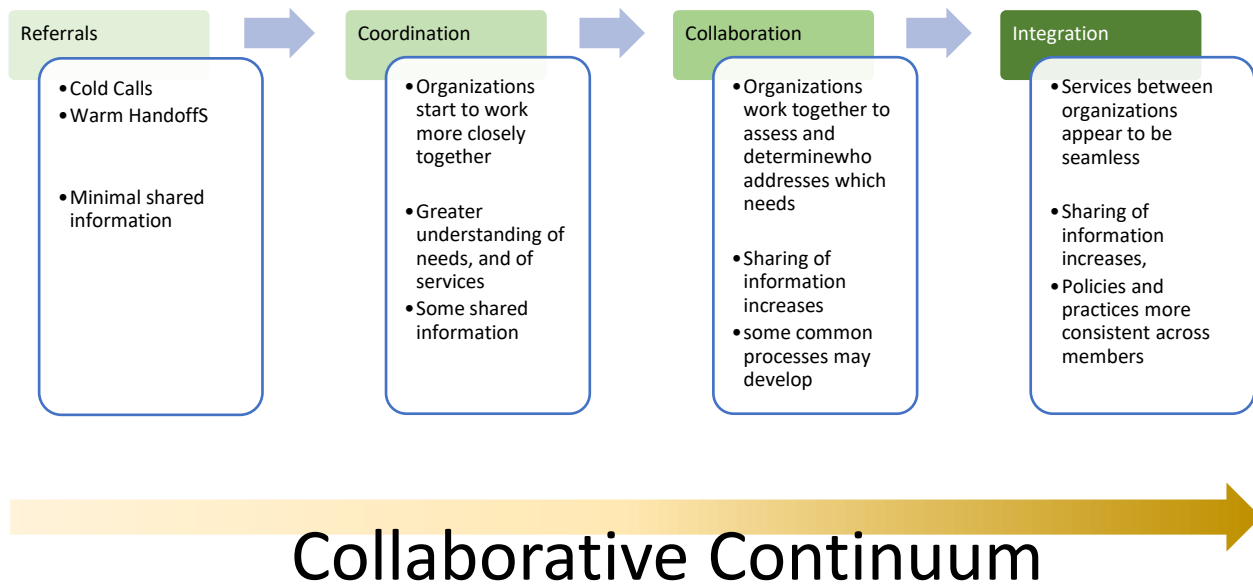 Referrals
•Cold Calls
•Warm HandoffS
•Minimal shared
information
Coordination
•Organizations
start to work
more closely
together
•Greater
understanding of
needs, and of
services
•Some shared
information
Collaboration
•Organizations
work together to
assess and
determinewho
addresses which
needs
•Sharing of
information
increases
•some common
processes may
develop
Integration
•Services between
organizations
appear to be
seamless
•Sharing of
information
increases,
•Policies and
practices more
consistent across
members
Collaborative Continuum